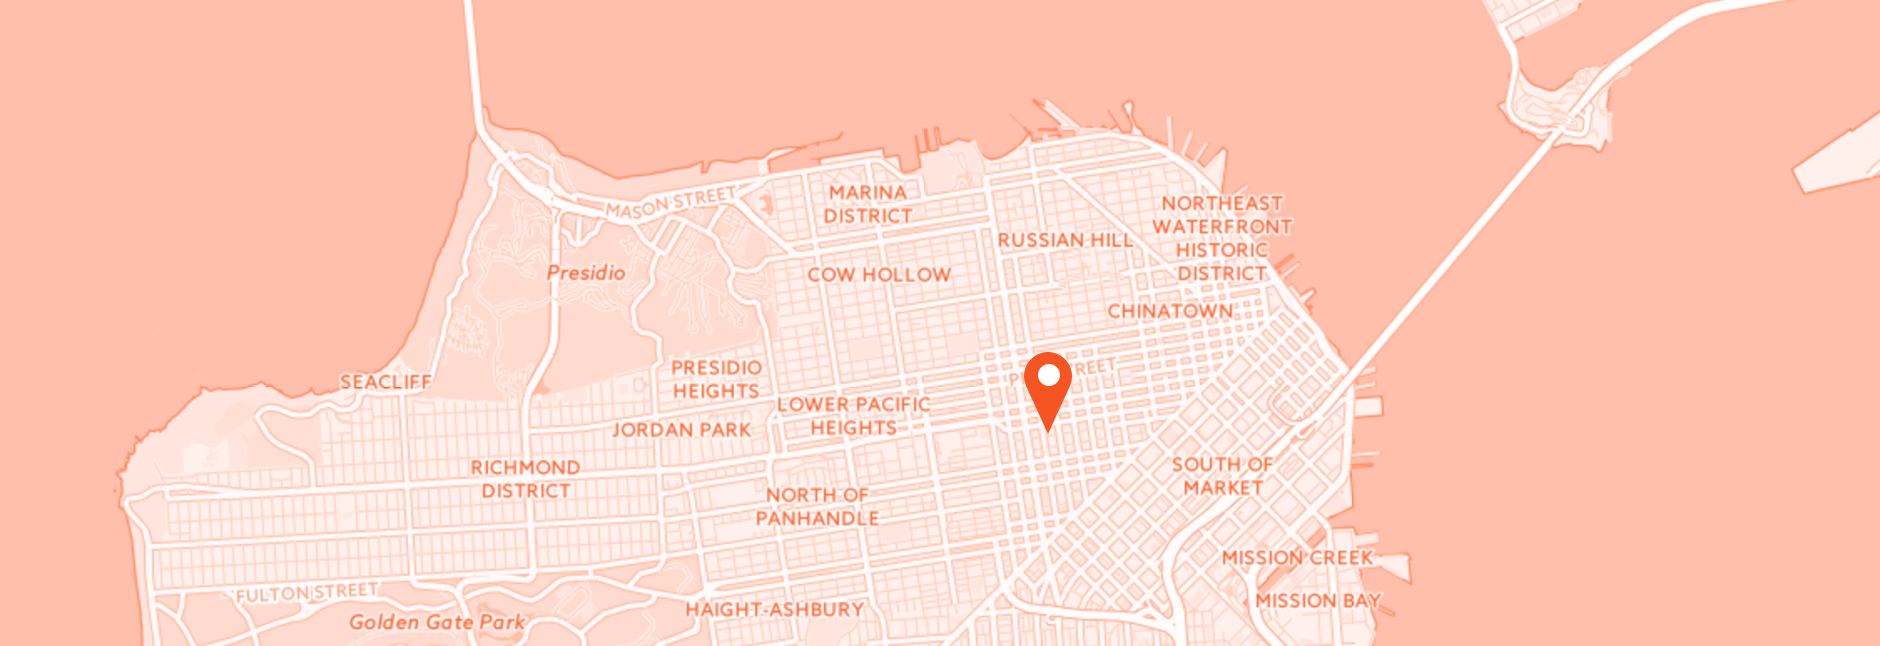 MASON STREET
MARINA
DISTRICT
NORTHEAST
WATERFRONT
HISTORIC
DISTRICT
RUSSIAN HILL
Presidio
COW HOLLOW
CHINATOWN
PRESIDIO
HEIGHTS
SEACLIFF
LOWER PACIFIC
HEIGHTS
JORDAN PARK
RICHMOND
DISTRICT
SOUTH OF
MARKET
NORTH OF
PANHANDLE
MISSION CREEK
FULTON STREET
MISSION BAY
HAIGHT-ASHBURY
Golden Gate Park